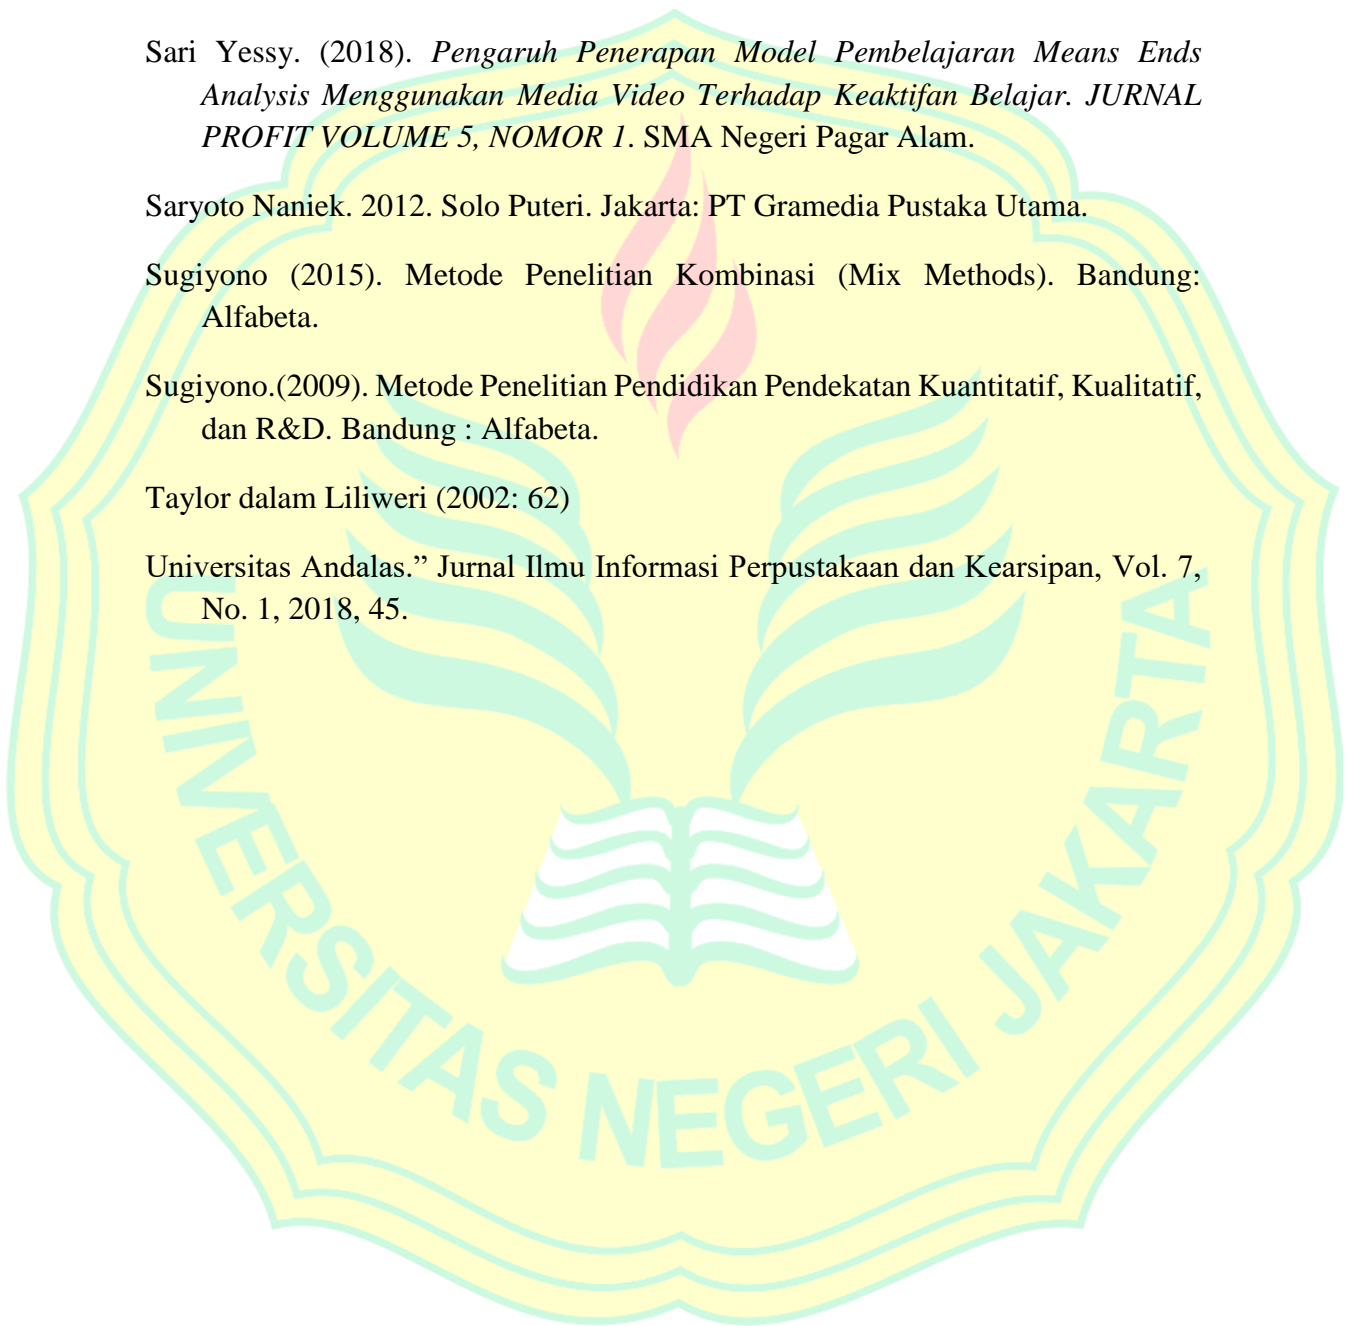 Sari Yessy. (2018). Pengaruh Penerapan Model Pembelajaran Means Ends
Analysis Menggunakan Media Video Terhadap Keaktifan Belajar. JURNAL
PROFIT VOLUME 5, NOMOR 1. SMA Negeri Pagar Alam.
Saryoto Naniek. 2012. Solo Puteri. Jakarta: PT Gramedia Pustaka Utama.
Sugiyono (2015). Metode Penelitian Kombinasi (Mix Methods). Bandung:
Alfabeta.
Sugiyono.(2009). Metode Penelitian Pendidikan Pendekatan Kuantitatif, Kualitatif,
dan R&D. Bandung : Alfabeta.
Taylor dalam Liliweri (2002: 62)
Universitas Andalas.” Jurnal Ilmu Informasi Perpustakaan dan Kearsipan, Vol. 7,
No. 1, 2018, 45.
UNIVERSITAS NEGERI JAKARTA